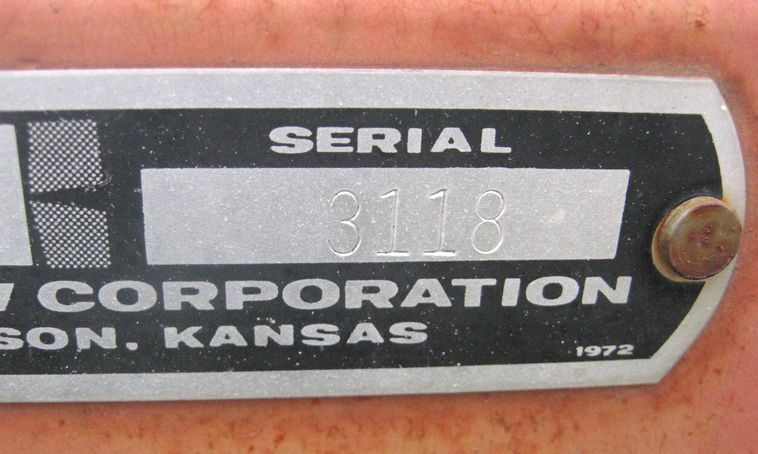 SERIAL
3118
CORPORATION
SON, KANSAS
1972